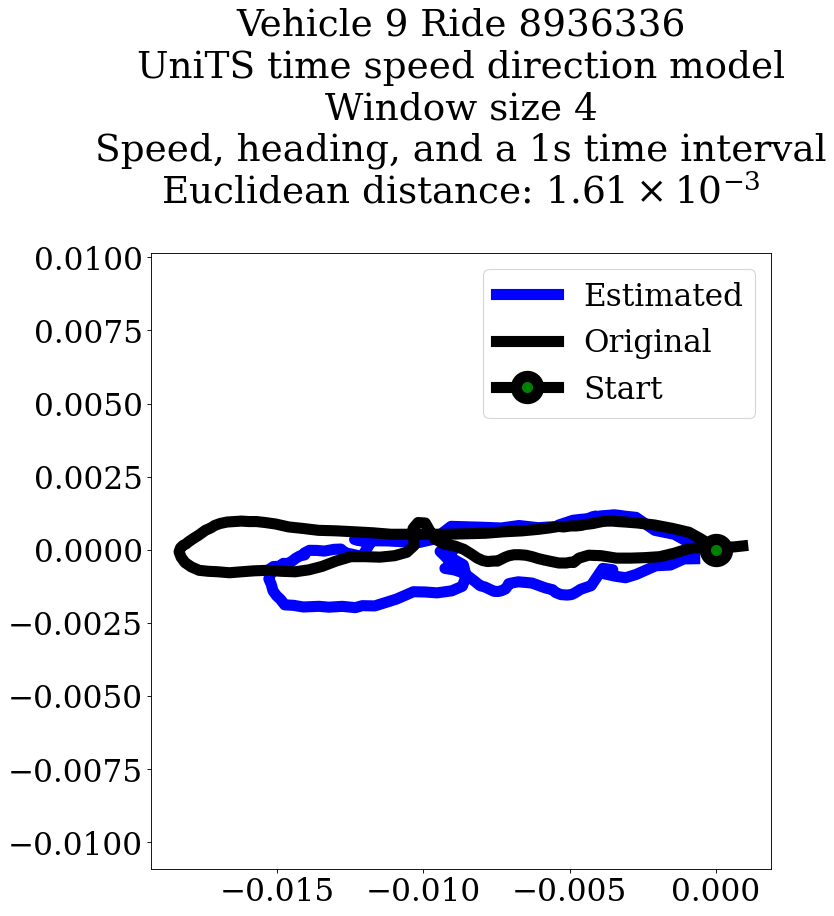 Vehicle 9 Ride 8936336
UniTS time speed direction model
Window size 4
Speed, heading, and a 1s time interval
Euclidean distance: 1.61 × 10⁻³
Estimated
Original
Start
0.0100
0.0075
0.0050
0.0025
0.0000
−0.0025
−0.0050
−0.0075
−0.0100
−0.015 −0.010 −0.005 0.000